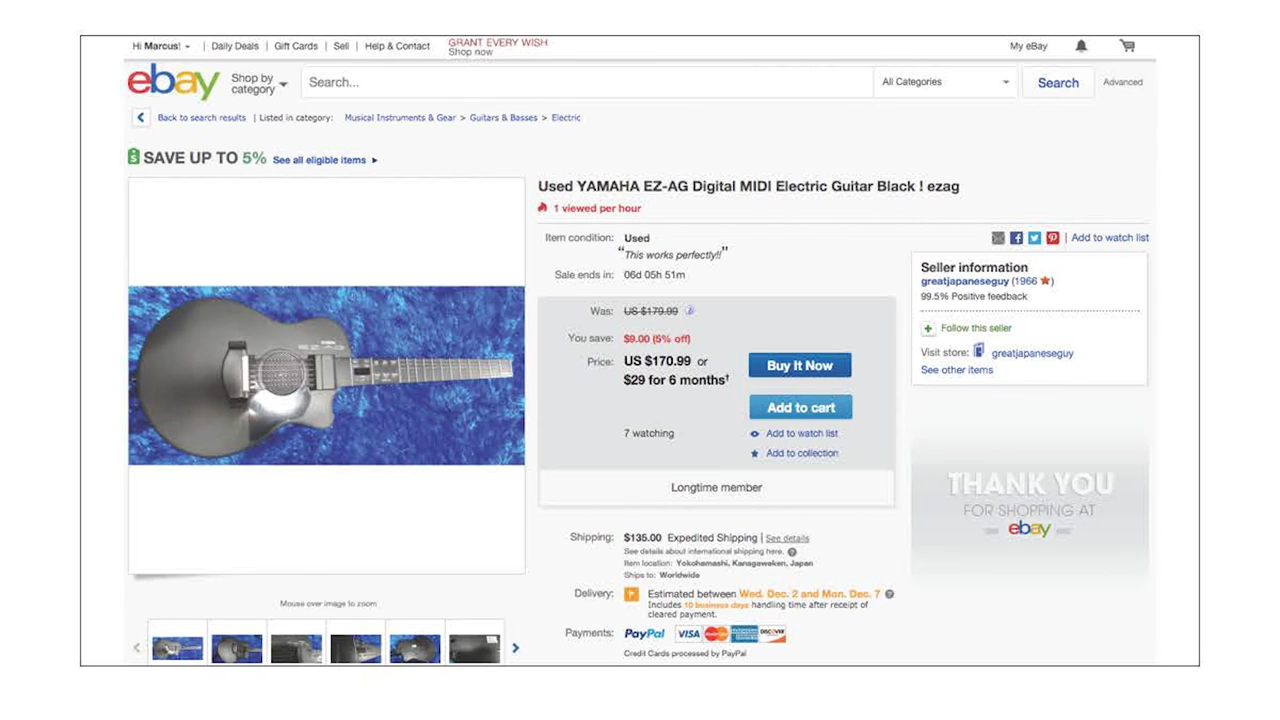 Hi Marcus! | Daily Deals | Gift Cards | Sell | Help & Contact
GRANT EVERY WISH
Shop now
My eBay
ebay
Shop by
category
Search...
All Categories
Search
Advanced
Back to search results | Listed in category: Musical Instruments & Gear > Guitars & Basses > Electric
SAVE UP TO 5% See all eligible items
Used YAMAHA EZ-AG Digital MIDI Electric Guitar Black ! ezag
1 viewed per hour
Item condition: Used
“This works perfectly!!”
Sale ends in: 06d 05h 51m
Was: US $179.99
You save: $9.00 (5% off)
Price: US $170.99 or
$29 for 6 months†
Buy It Now
Add to cart
7 watching
Add to watch list
Add to collection
Longtime member
Shipping: $135.00 Expedited Shipping | See details
See details about international shipping here.
Item location: Yokohamashi, Kanagawaken, Japan
Ships to: Worldwide
Delivery: Estimated between Wed. Dec. 2 and Mon. Dec. 7
Includes 10 business days handling time after receipt of
cleared payment.
Payments: PayPal VISA MasterCard AMERICAN EXPRESS DISCOVER
Credit Cards processed by PayPal
| Add to watch list
Seller information
greatjapaneseguy (1966 )
99.5% Positive feedback
Follow this seller
Visit store: greatjapaneseguy
See other items
THANK YOU
FOR SHOPPING AT
ebay
Mouse over image to zoom